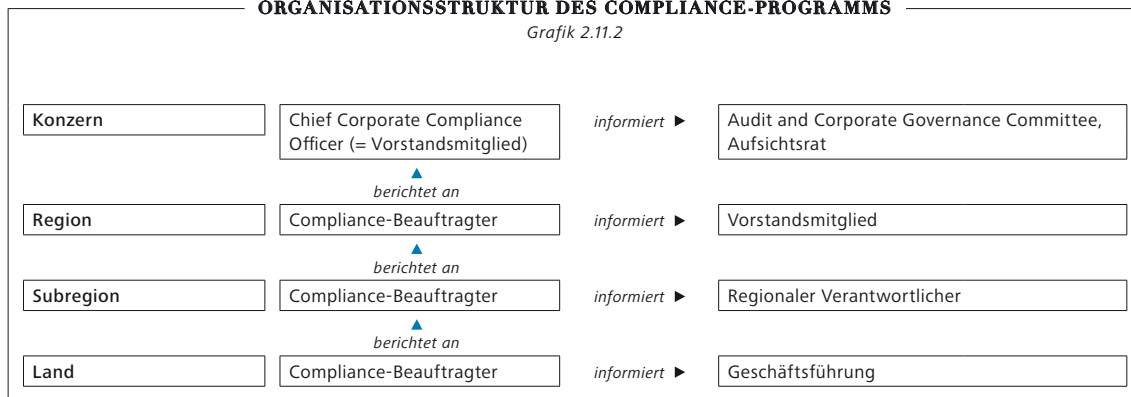 ORGANISATIONSSTRUKTUR DES COMPLIANCE-PROGRAMMS
Grafik 2.11.2
Konzern
Chief Corporate Compliance
Officer (= Vorstandsmitglied)
informiert ►
Audit and Corporate Governance Committee,
Aufsichtsrat
▲
berichtet an
Region
Compliance-Beauftragter
informiert ►
Vorstandsmitglied
▲
berichtet an
Subregion
Compliance-Beauftragter
informiert ►
Regionaler Verantwortlicher
▲
berichtet an
Land
Compliance-Beauftragter
informiert ►
Geschäftsführung